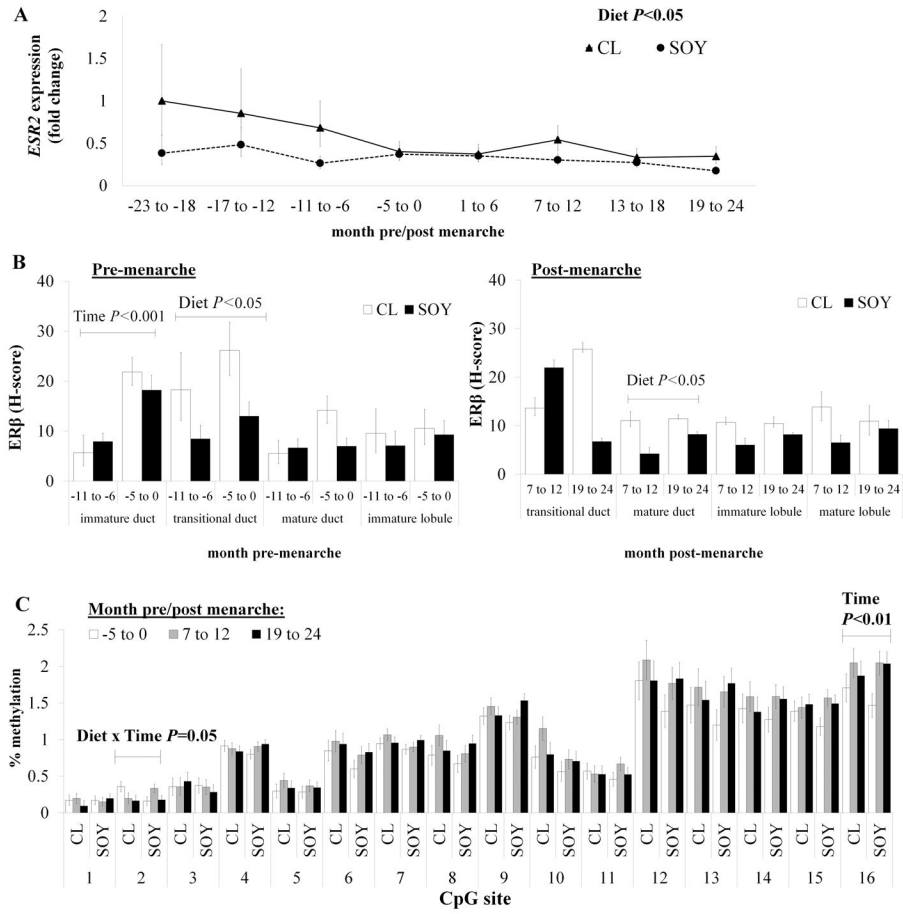 A
Diet P<0.05
CL SOY
ESR2 expression
(fold change)
2
1.5
1
0.5
0
-23 to -18 -17 to -12 -11 to -6 -5 to 0 1 to 6 7 to 12 13 to 18 19 to 24
month pre/post menarche
B
Pre-menarche
Time P<0.001
Diet P<0.05
CL SOY
ERβ (H-score)
40
30
20
10
0
-11 to -6 -5 to 0 -11 to -6 -5 to 0 -11 to -6 -5 to 0 -11 to -6 -5 to 0
immature duct transitional duct mature duct immature lobule
month pre-menarche
Post-menarche
CL SOY
Diet P<0.05
ERβ (H-score)
40
30
20
10
0
7 to 12 19 to 24 7 to 12 19 to 24 7 to 12 19 to 24 7 to 12 19 to 24
transitional duct mature duct immature lobule mature lobule
month post-menarche
C
Month pre/post menarche:
-5 to 0 7 to 12 19 to 24
Time
P<0.01
Diet x Time P=0.05
% methylation
2.5
2
1.5
1
0.5
0
CL SOY CL SOY CL SOY CL SOY CL SOY CL SOY CL SOY CL SOY CL SOY CL SOY CL SOY CL SOY CL SOY CL SOY CL SOY CL SOY
1 2 3 4 5 6 7 8 9 10 11 12 13 14 15 16
CpG site